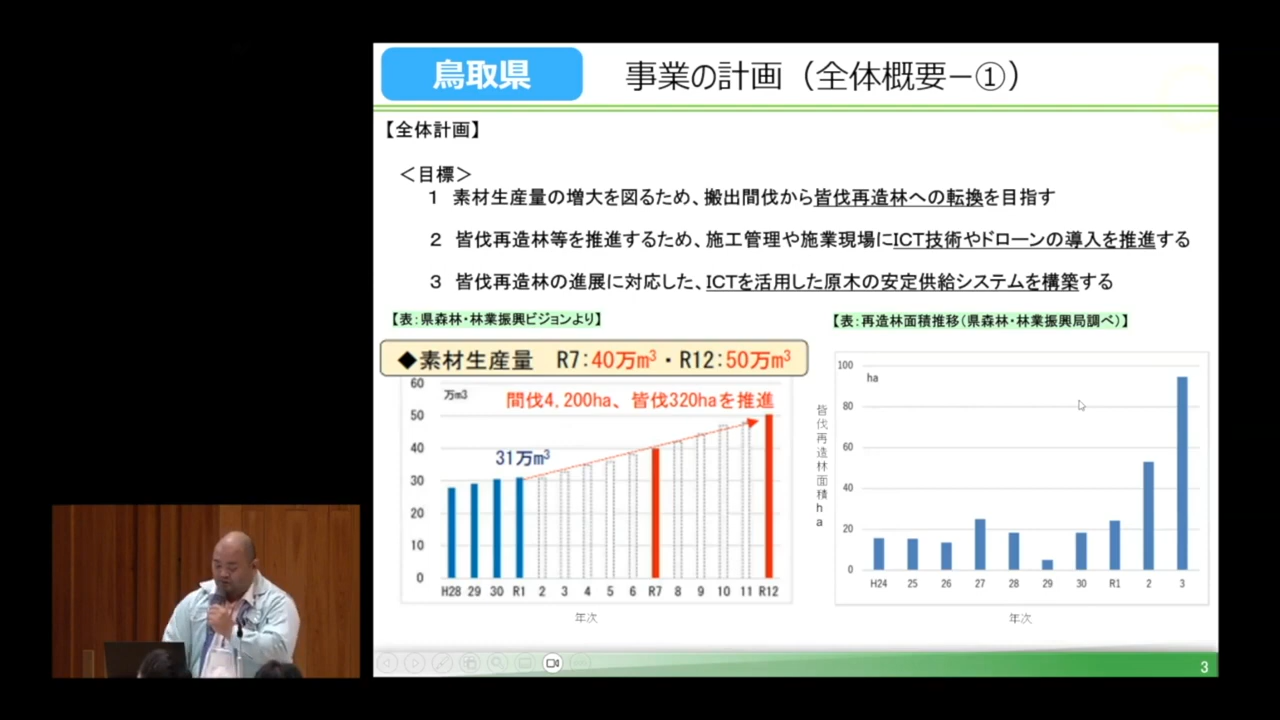 鳥取県
事業の計画（全体概要－①）
【全体計画】
＜目標＞
1　素材生産量の増大を図るため、搬出間伐から皆伐再造林への転換を目指す
2　皆伐再造林等を推進するため、施工管理や施業現場にICT技術やドローンの導入を推進する
3　皆伐再造林の進展に対応した、ICTを活用した原木の安定供給システムを構築する
【表：県森林・林業振興ビジョンより】
◆素材生産量　R7：40万m³・R12：50万m³
万m3
間伐4,200ha、皆伐320haを推進
31万m³
60
50
40
30
20
10
0
H28 29 30 R1 2 3 4 5 6 R7 8 9 10 11 R12
年次
【表：再造林面積推移（県森林・林業振興局調べ）】
皆伐再造林面積ha
ha
100
80
60
40
20
0
H24 25 26 27 28 29 30 R1 2 3
年次
3